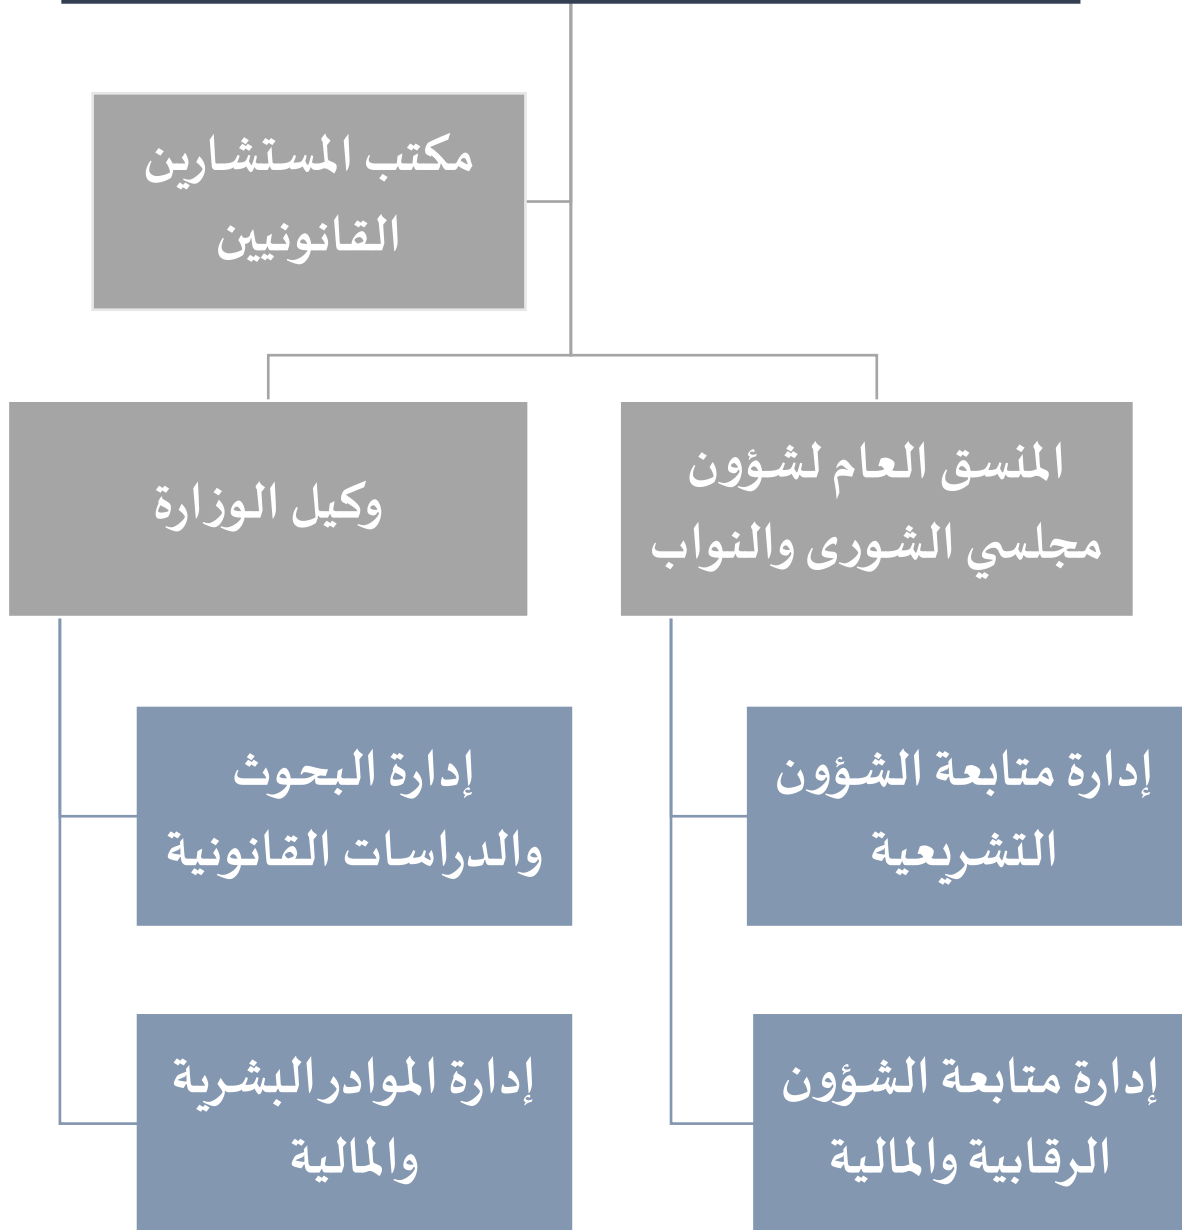 مكتب المستشارين
القانونيين
المنسق العام لشؤون
مجلسي الشورى والنواب
وكيل الوزارة
إدارة متابعة الشؤون
التشريعية
إدارة البحوث
والدراسات القانونية
إدارة متابعة الشؤون
الرقابية والمالية
إدارة الموادر البشرية
والمالية